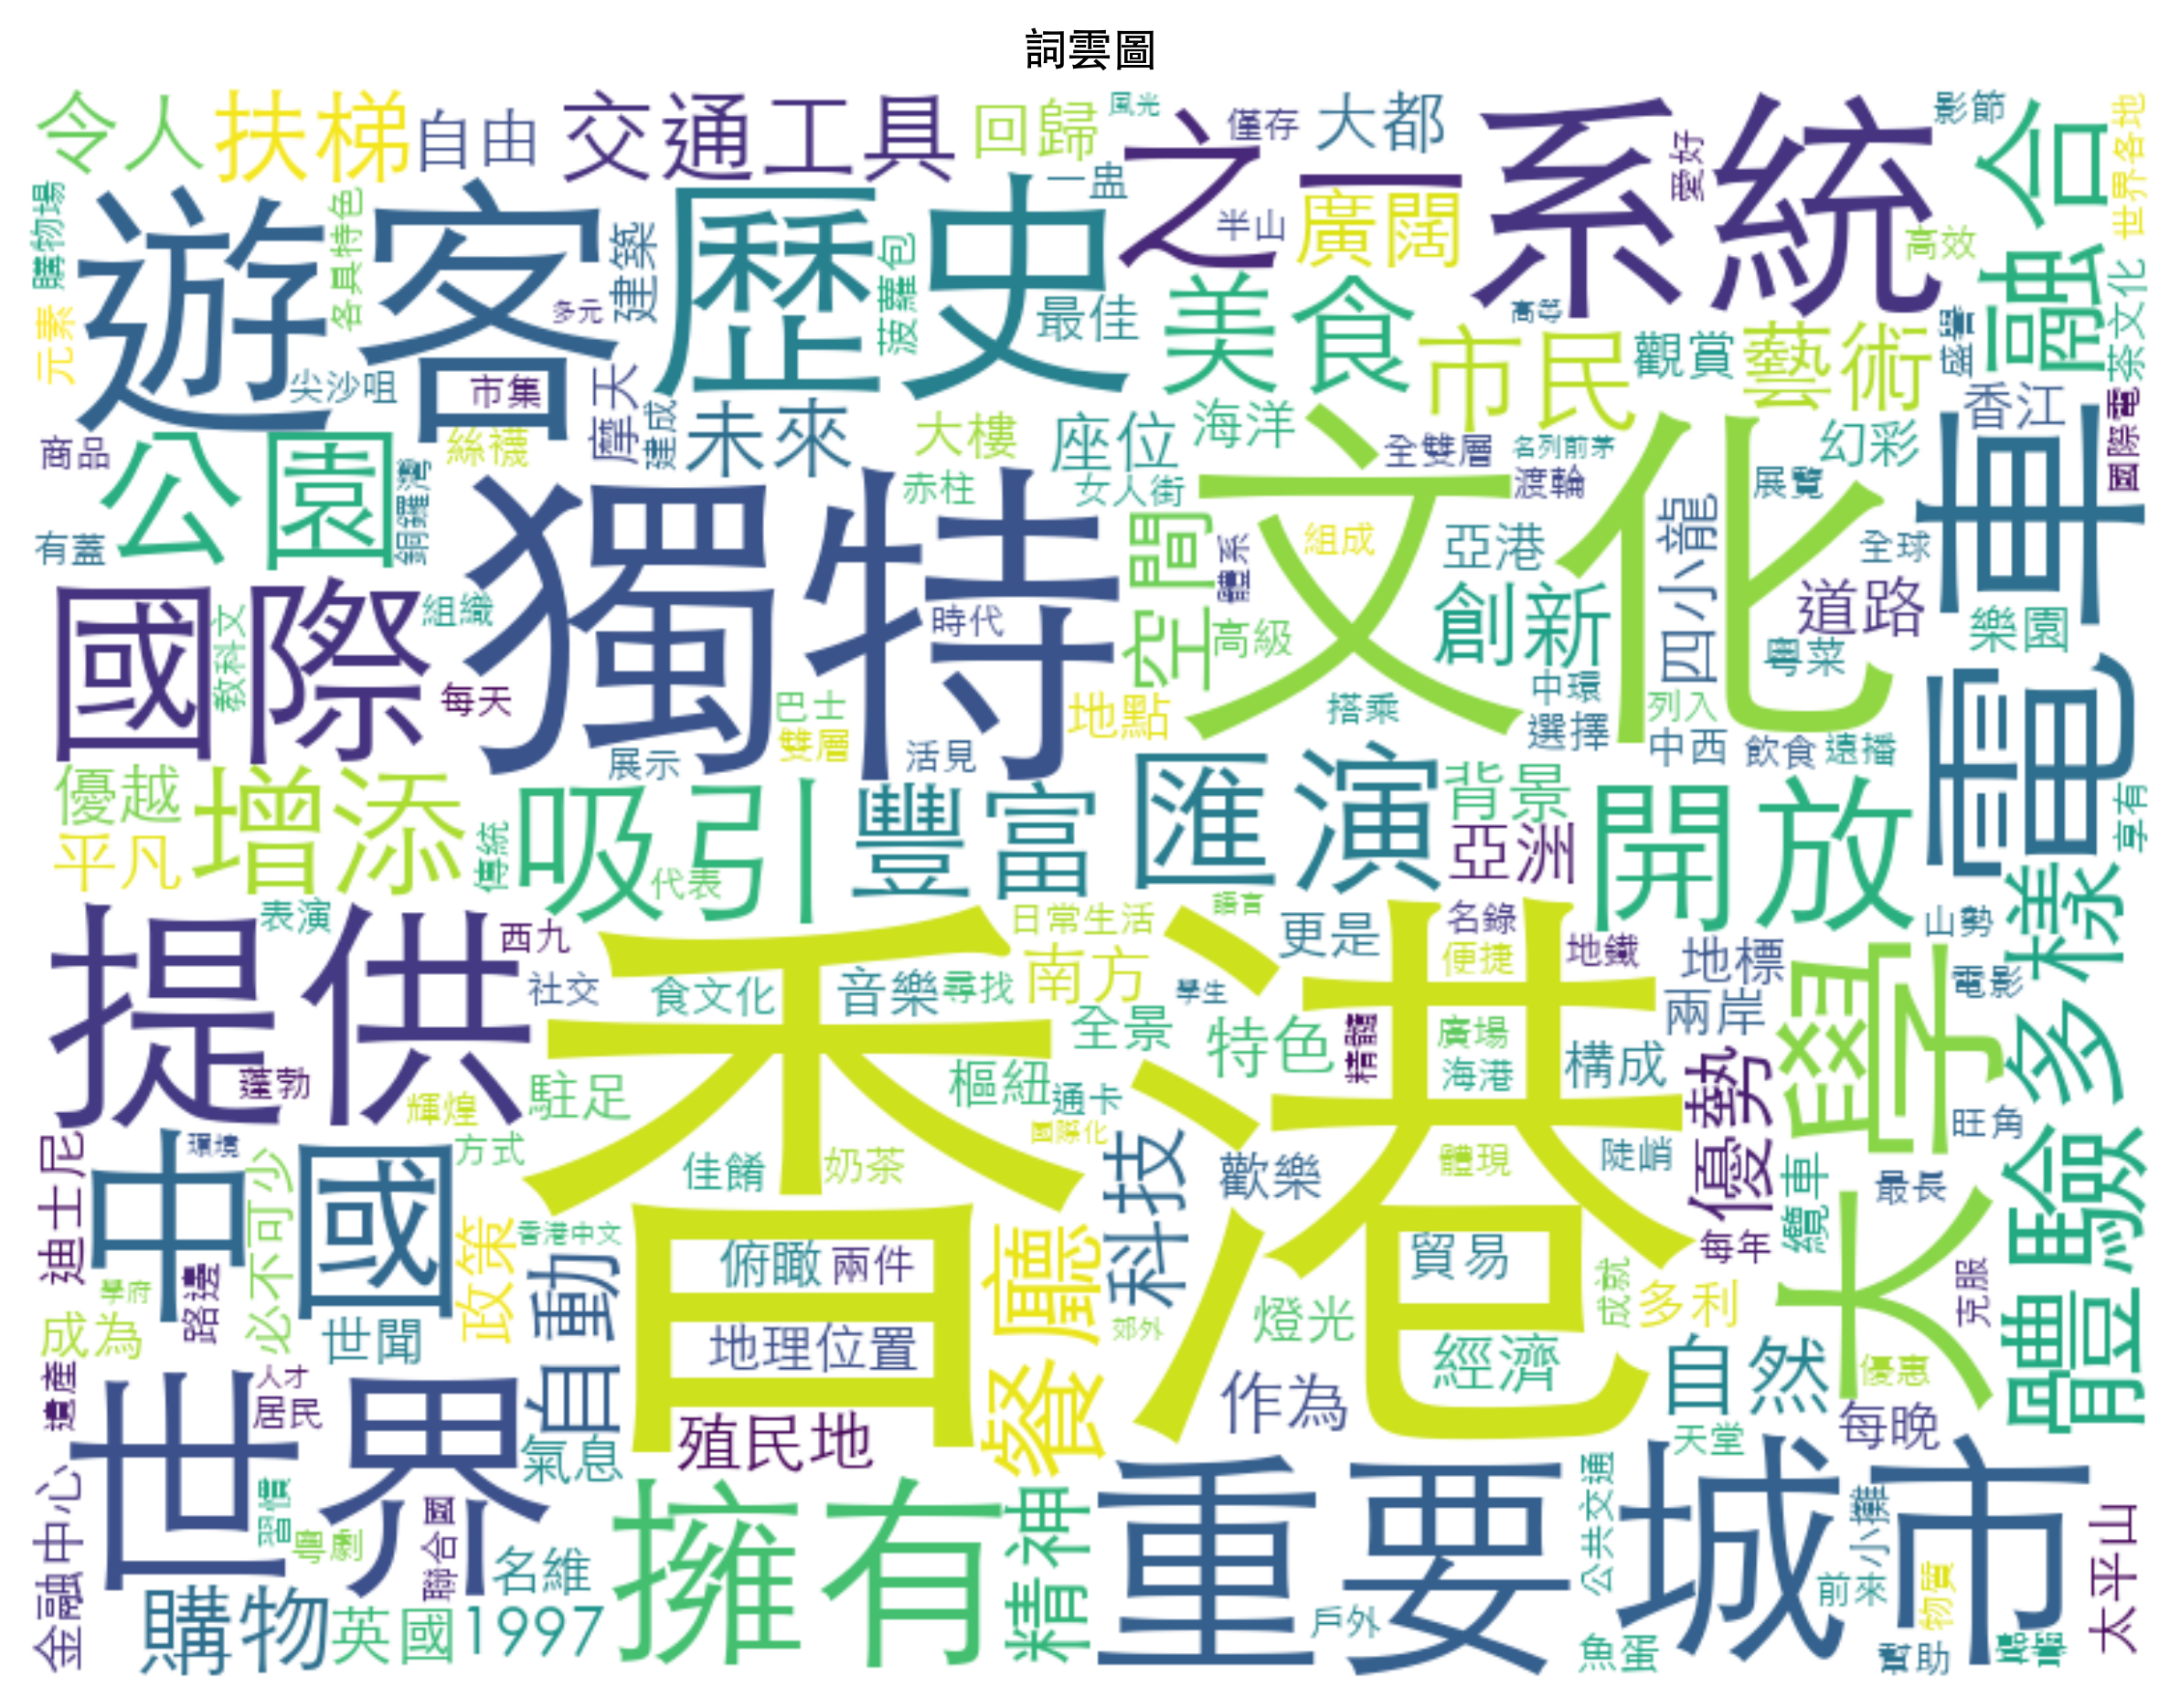 詞雲圖
令人
扶梯
自由
交通工具
回歸
風光
僅存
大都
系統
影節
融合
世界各地
購物場
遊客
各具特色
歷史
一盅
之一
半山
廣闊
愛好
高效
元素
多元
建築
菠蘿包
最佳
美食
市民
觀賞
藝術
盛豐
茶文化
尖沙咀
市集
摩天
建成
未來
大樓
座位
海洋
全雙層
名列前茅
幻彩
香江
國際電
商品
絲襪
公園
銅鑼灣
有蓋
獨特
赤柱
女人街
文化
渡輪
展覽
電車
空間
體系
組成
亞港
四小龍
全球
國際
教科文
組織
時代
高級
創新
道路
粵菜
樂園
每天
巴士
雙層
地點
搭乘
中環
選擇
列入
中西
飲食
遠播
享有
展示
活見
優越
增添
平凡
傳統
吸引
代表
豐富
匯演
背景
亞洲
開放
多樣
表演
西九
日常生活
語言
更是
名錄
便捷
地鐵
地標
山勢
提供
社交
食文化
音樂
尋找
南方
學生
全景
特色
精髓
廣場
海港
兩岸
構成
大學
電影
蓬勃
輝煌
駐足
香港
樞紐
通卡
國際化
優勢
旺角
體驗
迪士尼
中國
環境
必不可少
方式
佳餚
奶茶
科技
歡樂
體現
陡峭
纜車
最長
每年
克服
香港中文
政策
自動
俯瞰
兩件
餐廳
貿易
成就
多利
學府
路邊
成為
世聞
地理位置
郊外
燈光
經濟
自然
優惠
遺產
人才
居民
世界
氣息
殖民地
作為
天堂
每晚
金融中心
習慣
粵劇
聯合國
名維
擁有
精神
重要
公共交通
城市
小攤
前來
物質
太平山
購物
英國
1997
戶外
魚蛋
幫助